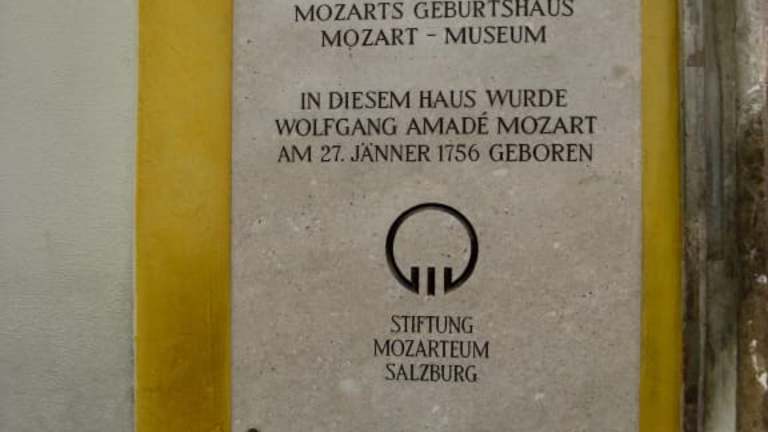 MOZARTS GEBURTSHAUS
MOZART - MUSEUM
IN DIESEM HAUS WURDE
WOLFGANG AMADÉ MOZART
AM 27. JÄNNER 1756 GEBOREN
STIFTUNG
MOZARTEUM
SALZBURG